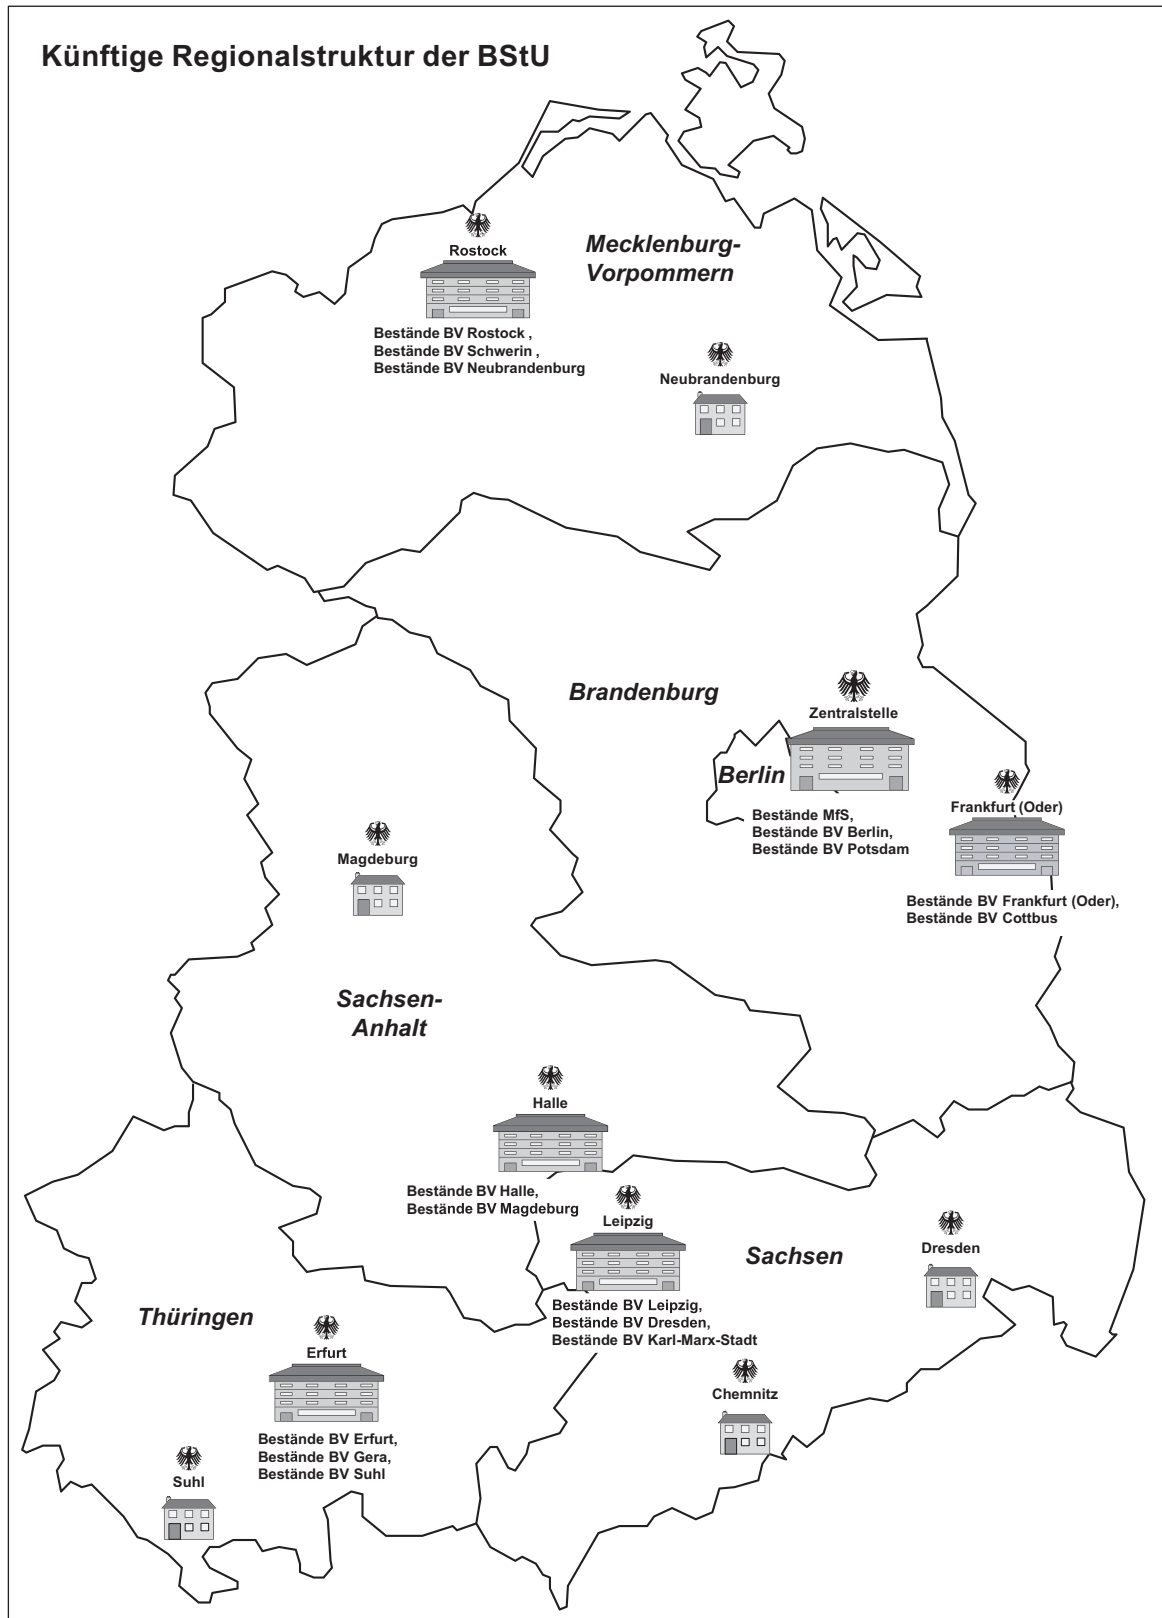 Künftige Regionalstruktur der BStU
Rostock
Bestände BV Rostock ,
Bestände BV Schwerin ,
Bestände BV Neubrandenburg
Mecklenburg-
Vorpommern
Neubrandenburg
Brandenburg
Zentralstelle
Berlin
Bestände MfS,
Bestände BV Berlin,
Bestände BV Potsdam
Frankfurt (Oder)
Bestände BV Frankfurt (Oder),
Bestände BV Cottbus
Magdeburg
Sachsen-
Anhalt
Halle
Bestände BV Halle,
Bestände BV Magdeburg
Leipzig
Bestände BV Leipzig,
Bestände BV Dresden,
Bestände BV Karl-Marx-Stadt
Sachsen
Dresden
Chemnitz
Thüringen
Erfurt
Bestände BV Erfurt,
Bestände BV Gera,
Bestände BV Suhl
Suhl